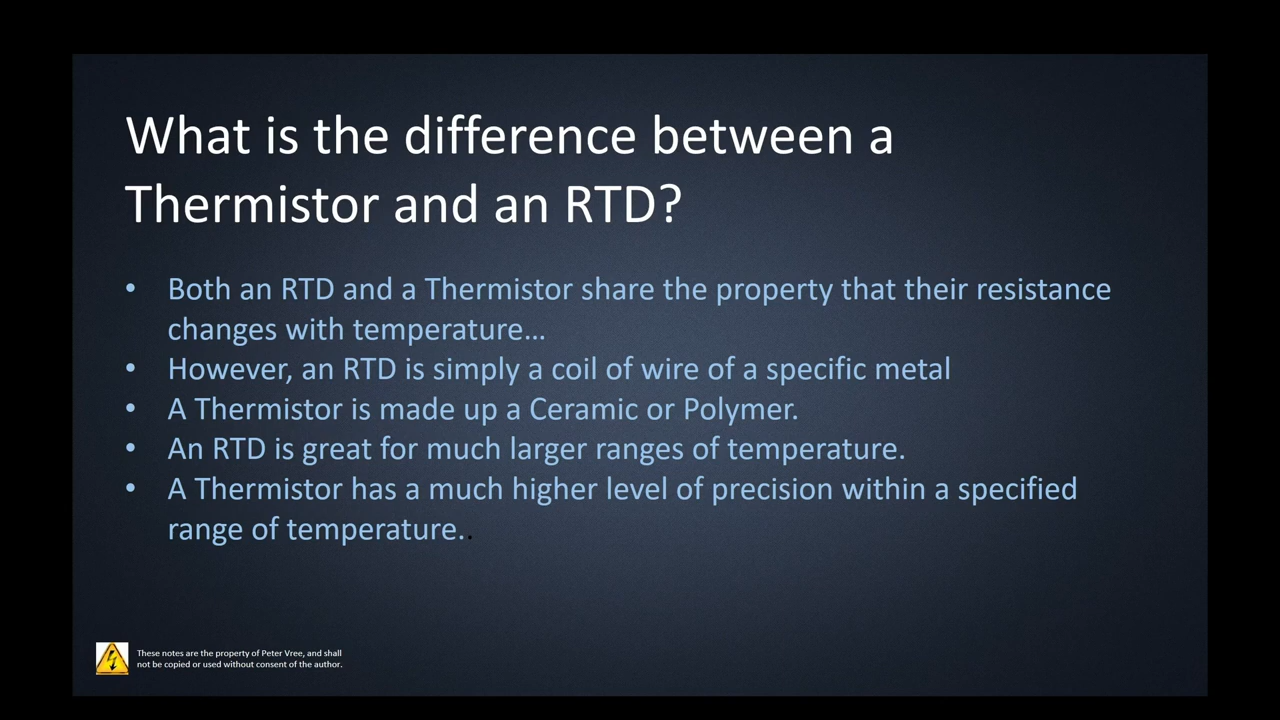 What is the difference between a
Thermistor and an RTD?
• Both an RTD and a Thermistor share the property that their resistance
changes with temperature…
• However, an RTD is simply a coil of wire of a specific metal
• A Thermistor is made up a Ceramic or Polymer.
• An RTD is great for much larger ranges of temperature.
• A Thermistor has a much higher level of precision within a specified
range of temperature..
These notes are the property of Peter Vree, and shall
not be copied or used without consent of the author.